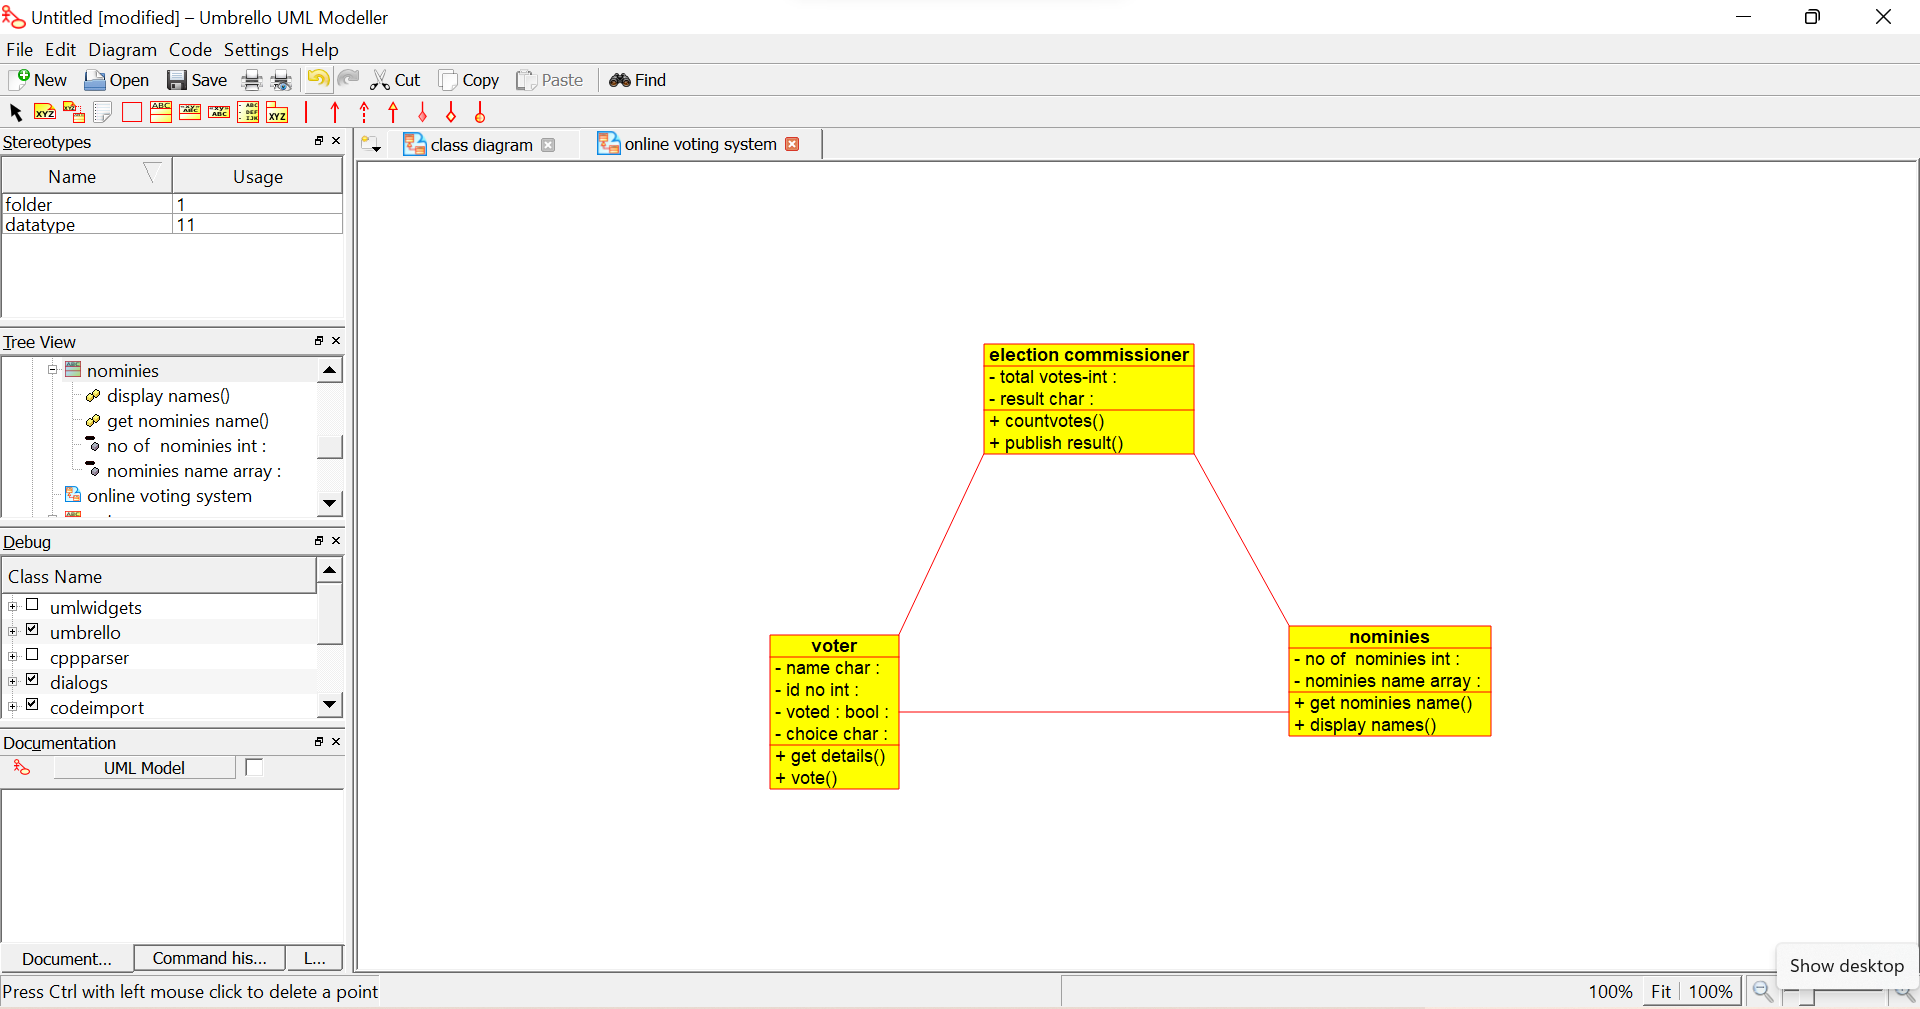 Untitled [modified] – Umbrello UML Modeller
File Edit Diagram Code Settings Help
New Open Save Cut Copy Paste Find
Stereotypes
Name Usage
folder 1
datatype 11
Tree View
nominies
display names()
get nominies name()
no of nominies int :
nominies name array :
online voting system
Debug
Class Name
umlwidgets
umbrello
cppparser
dialogs
codeimport
Documentation
UML Model
Document... Command his... L...
Press Ctrl with left mouse click to delete a point
class diagram online voting system
election commissioner
- total votes-int :
- result char :
+ countvotes()
+ publish result()
voter
- name char :
- id no int :
- voted : bool :
- choice char :
+ get details()
+ vote()
nominies
- no of nominies int :
- nominies name array :
+ get nominies name()
+ display names()
Show desktop
100% Fit 100%